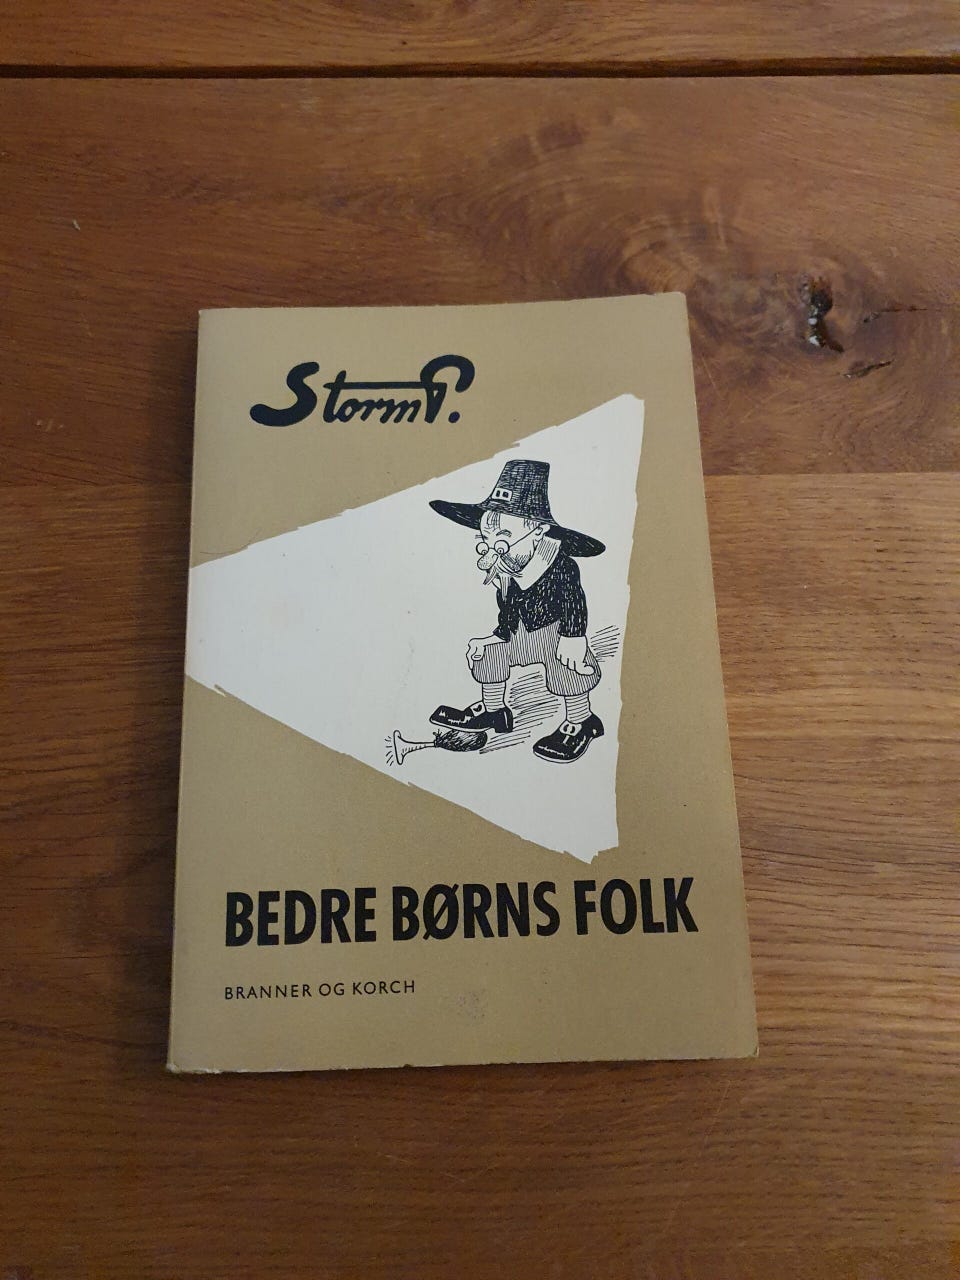 Storm P.
BEDRE BØRNS FOLK
BRANNER OG KORCH